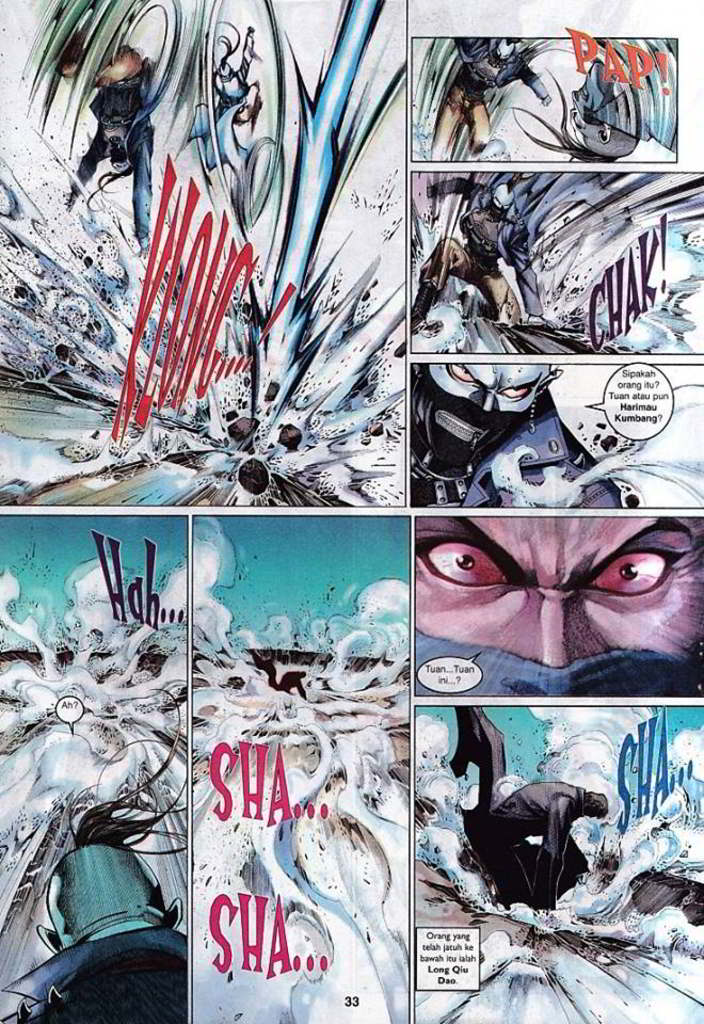 KLONG....!
PAP!
CHAK!
Sipakah
orang itu?
Tuan atau pun
Harimau
Kumbang?
Hah...
Ah?
SHA...
SHA...
Tuan...Tuan
ini...?
SHA...
Orang yang
telah jatuh ke
bawah itu ialah
Long Qiu
Dao.
33